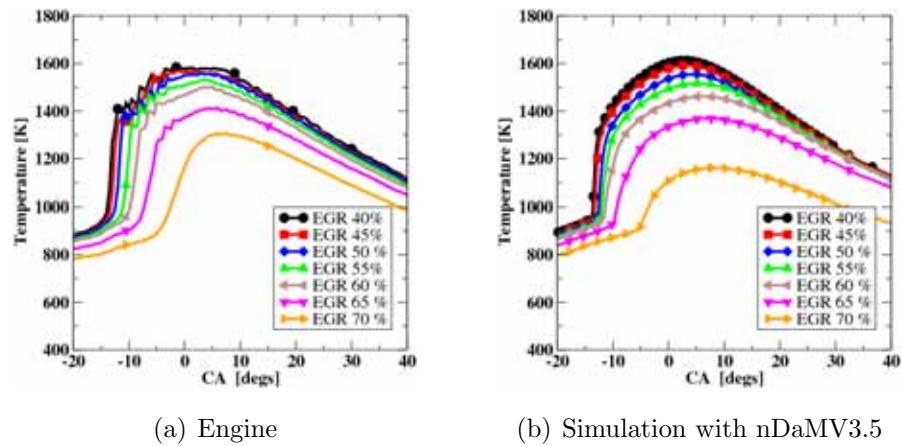 1800
1600
1400
1200
1000
800
600
400
Temperature [K]
-20
-10
0
10
20
30
40
CA [degs]
EGR 40%
EGR 45%
EGR 50 %
EGR 55%
EGR 60 %
EGR 65 %
EGR 70 %
(a) Engine
1800
1600
1400
1200
1000
800
600
400
Temperature [K]
-20
-10
0
10
20
30
40
CA [degs]
EGR 40%
EGR 45%
EGR 50 %
EGR 55%
EGR 60 %
EGR 65 %
EGR 70 %
(b) Simulation with nDaMV3.5